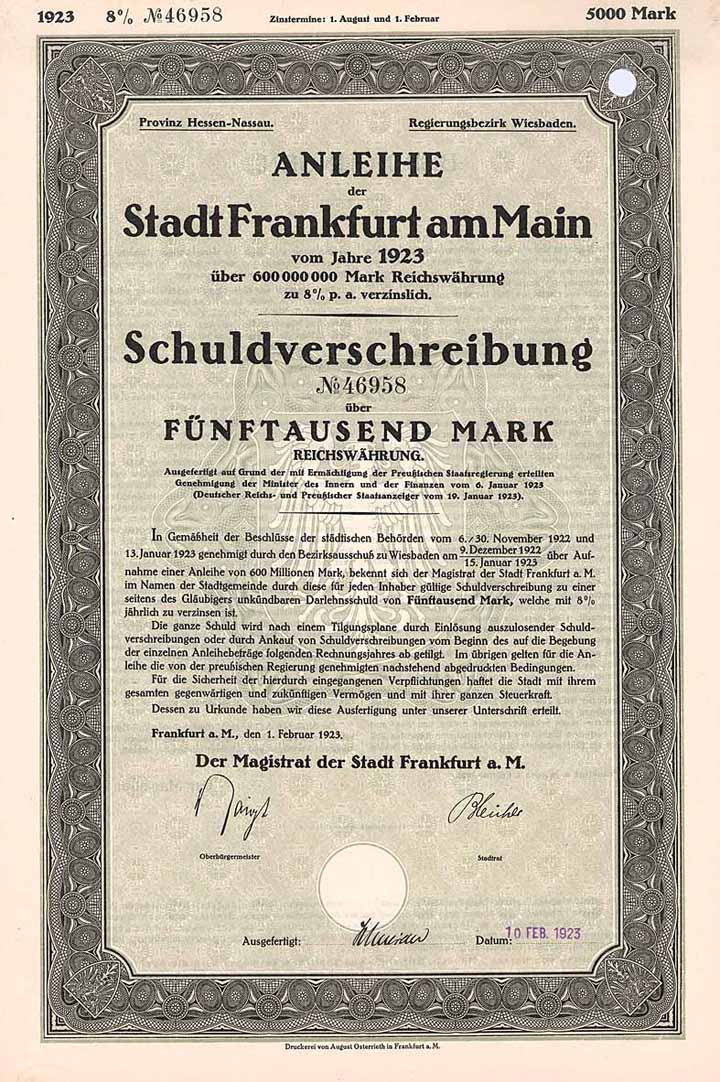 1923 8% №46958 Zinstermine: 1. August und 1. Februar 5000 Mark
Provinz Hessen-Nassau. Regierungsbezirk Wiesbaden.
ANLEIHE
der
Stadt Frankfurt am Main
vom Jahre 1923
über 600 000 000 Mark Reichswährung
zu 8% p. a. verzinslich.
Schuldverschreibung
№46958
über
FÜNFTAUSEND MARK
REICHSWÄHRUNG.
Ausgefertigt auf Grund der mit Ermächtigung der Preußischen Staatsregierung erteilten
Genehmigung der Minister des Innern und der Finanzen vom 6. Januar 1923
(Deutscher Reichs- und Preußischer Staatsanzeiger vom 19. Januar 1923).
In Gemäßheit der Beschlüsse der städtischen Behörden vom 6./30. November 1922 und
13. Januar 1923 genehmigt durch den Bezirksausschuß zu Wiesbaden am 9. Dezember 1922 / 15. Januar 1923 über Auf-
nahme einer Anleihe von 600 Millionen Mark, bekennt sich der Magistrat der Stadt Frankfurt a. M.
im Namen der Stadtgemeinde durch diese für jeden Inhaber gültige Schuldverschreibung zu einer
seitens des Gläubigers unkündbaren Darlehnsschuld von Fünftausend Mark, welche mit 8%
jährlich zu verzinsen ist.
Die ganze Schuld wird nach einem Tilgungsplane durch Einlösung auszulosender Schuld-
verschreibungen oder durch Ankauf von Schuldverschreibungen vom Beginn des auf die Begebung
der einzelnen Anleihebeträge folgenden Rechnungsjahres ab getilgt. Im übrigen gelten für die An-
leihe die von der preußischen Regierung genehmigten nachstehend abgedruckten Bedingungen.
Für die Sicherheit der hierdurch eingegangenen Verpflichtungen haftet die Stadt mit ihrem
gesamten gegenwärtigen und zukünftigen Vermögen und mit ihrer ganzen Steuerkraft.
Dessen zu Urkunde haben wir diese Ausfertigung unter unserer Unterschrift erteilt.
Frankfurt a. M., den 1. Februar 1923.
Der Magistrat der Stadt Frankfurt a. M.
Bleicher
Oberbürgermeister Stadtrat
Ausgefertigt: Datum: 10 FEB. 1923
Druckerei von August Osterrieth in Frankfurt a. M.